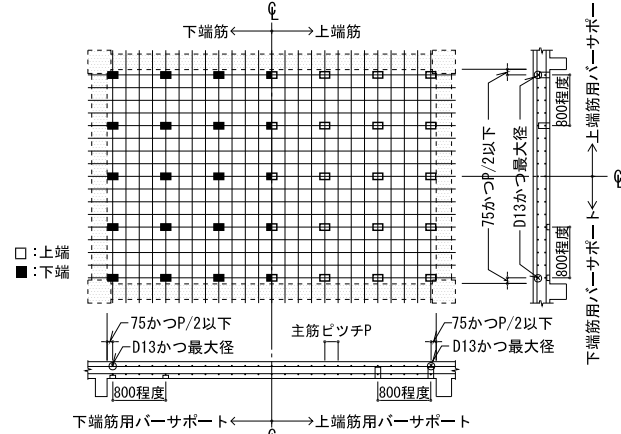 ℄
下端筋 上端筋
□:上端
■:下端
75かつP/2以下
D13かつ最大径
800程度
800程度
上端筋用バーサポート
下端筋用バーサポート
℄
75かつP/2以下
D13かつ最大径
主筋ピツチP
75かつP/2以下
D13かつ最大径
800程度
800程度
下端筋用バーサポート 上端筋用バーサポート
℄